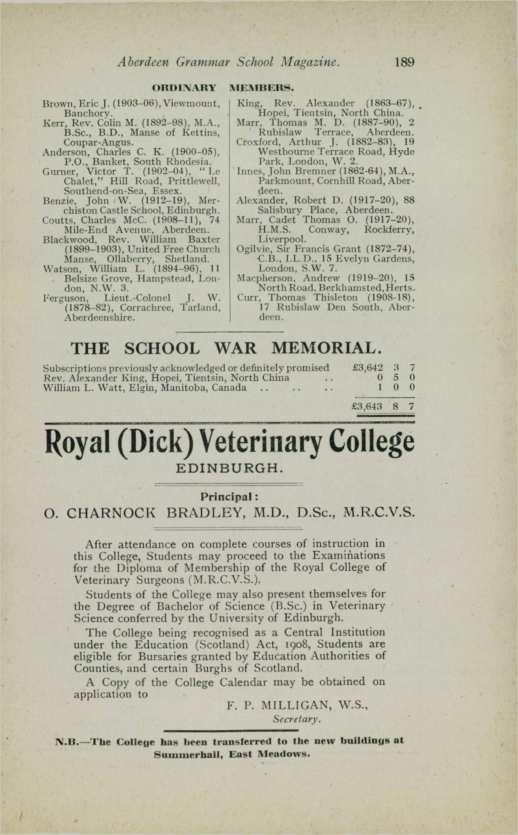 Aberdeen Grammar School Magazine. 189
ORDINARY MEMBERS.
Brown, Eric J. (1903-06), Viewmount,
Banchory.
Kerr, Rev. Colin M. (1892-98), M.A.,
B.Sc., B.D., Manse of Kettins,
Coupar-Angus.
Anderson, Charles C. K. (1900-05),
P.O., Banket, South Rhodesia.
Gurner, Victor T. (1902-04), "Le
Chalet," Hill Road, Prittlewell,
Southend-on-Sea, Essex.
Benzie, John W. (1912-19), Mer-
chiston Castle School, Edinburgh.
Coutts, Charles McC. (1908-11), 74
Mile-End Avenue, Aberdeen.
Blackwood, Rev. William Baxter
(1899-1903), United Free Church
Manse, Ollaberry, Shetland.
Watson, William L. (1894-96), 11
Belsize Grove, Hampstead, Lon-
don, N.W. 3.
Ferguson, Lieut.-Colonel J. W.
(1878-82), Corrachree, Tarland,
Aberdeenshire.
King, Rev. Alexander (1863-67),
Hopei, Tientsin, North China.
Marr, Thomas M. D. (1887-90), 2
Rubislaw Terrace, Aberdeen.
Croxford, Arthur J. (1882-83), 19
Westbourne Terrace Road, Hyde
Park, London, W. 2.
Innes, John Bremner (1862-64), M.A.,
Parkmount, Cornhill Road, Aber-
deen.
Alexander, Robert D. (1917-20), 88
Salisbury Place, Aberdeen.
Marr, Cadet Thomas O. (1917-20),
H.M.S. Conway, Rockferry,
Liverpool.
Ogilvie, Sir Francis Grant (1872-74),
C.B., LL.D., 15 Evelyn Gardens,
London, S.W. 7.
Macpherson, Andrew (1919-20), 15
North Road, Berkhamsted, Herts.
Curr, Thomas Thisleton (1908-18),
17 Rubislaw Den South, Aber-
deen.
THE SCHOOL WAR MEMORIAL.
Subscriptions previously acknowledged or definitely promised £3,642 3 7
Rev. Alexander King, Hopei, Tientsin, North China .. 0 5 0
William L. Watt, Elgin, Manitoba, Canada .. .. .. 1 0 0
£3,643 8 7
Royal (Dick) Veterinary College
EDINBURGH.
Principal:
O. CHARNOCK BRADLEY, M.D., D.Sc., M.R.C.V.S.
After attendance on complete courses of instruction in
this College, Students may proceed to the Examinations
for the Diploma of Membership of the Royal College of
Veterinary Surgeons (M.R.C.V.S.).
Students of the College may also present themselves for
the Degree of Bachelor of Science (B.Sc.) in Veterinary
Science conferred by the University of Edinburgh.
The College being recognised as a Central Institution
under the Education (Scotland) Act, 1908, Students are
eligible for Bursaries granted by Education Authorities of
Counties, and certain Burghs of Scotland.
A Copy of the College Calendar may be obtained on
application to
F. P. MILLIGAN, W.S.,
Secretary.
N.B.—The College has been transferred to the new buildings at
Summerhall, East Meadows.